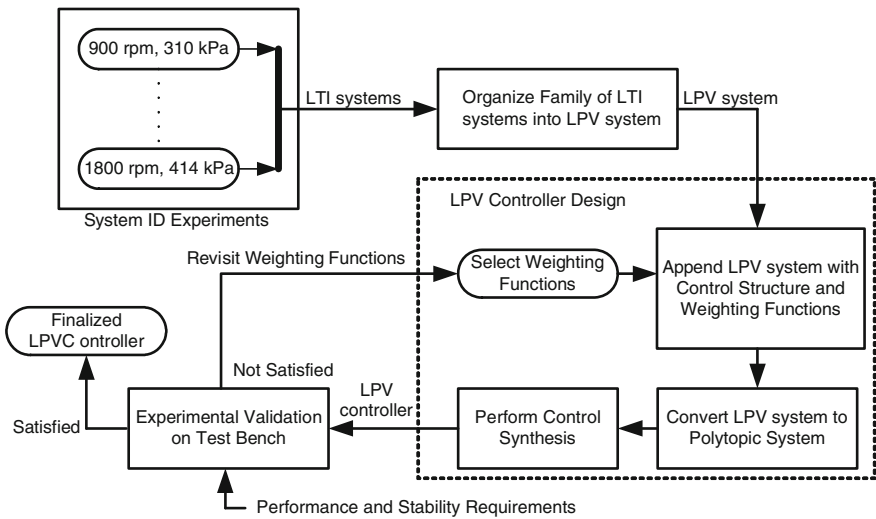 900 rpm, 310 kPa
1800 rpm, 414 kPa
System ID Experiments
LTI systems
Organize Family of LTI
systems into LPV system
LPV system
LPV Controller Design
Revisit Weighting Functions
Select Weighting
Functions
Append LPV system with
Control Structure and
Weighting Functions
Finalized
LPVC ontroller
Not Satisfied
Satisfied
Experimental Validation
on Test Bench
LPV
controller
Perform Control
Synthesis
Convert LPV system to
Polytopic System
Performance and Stability Requirements